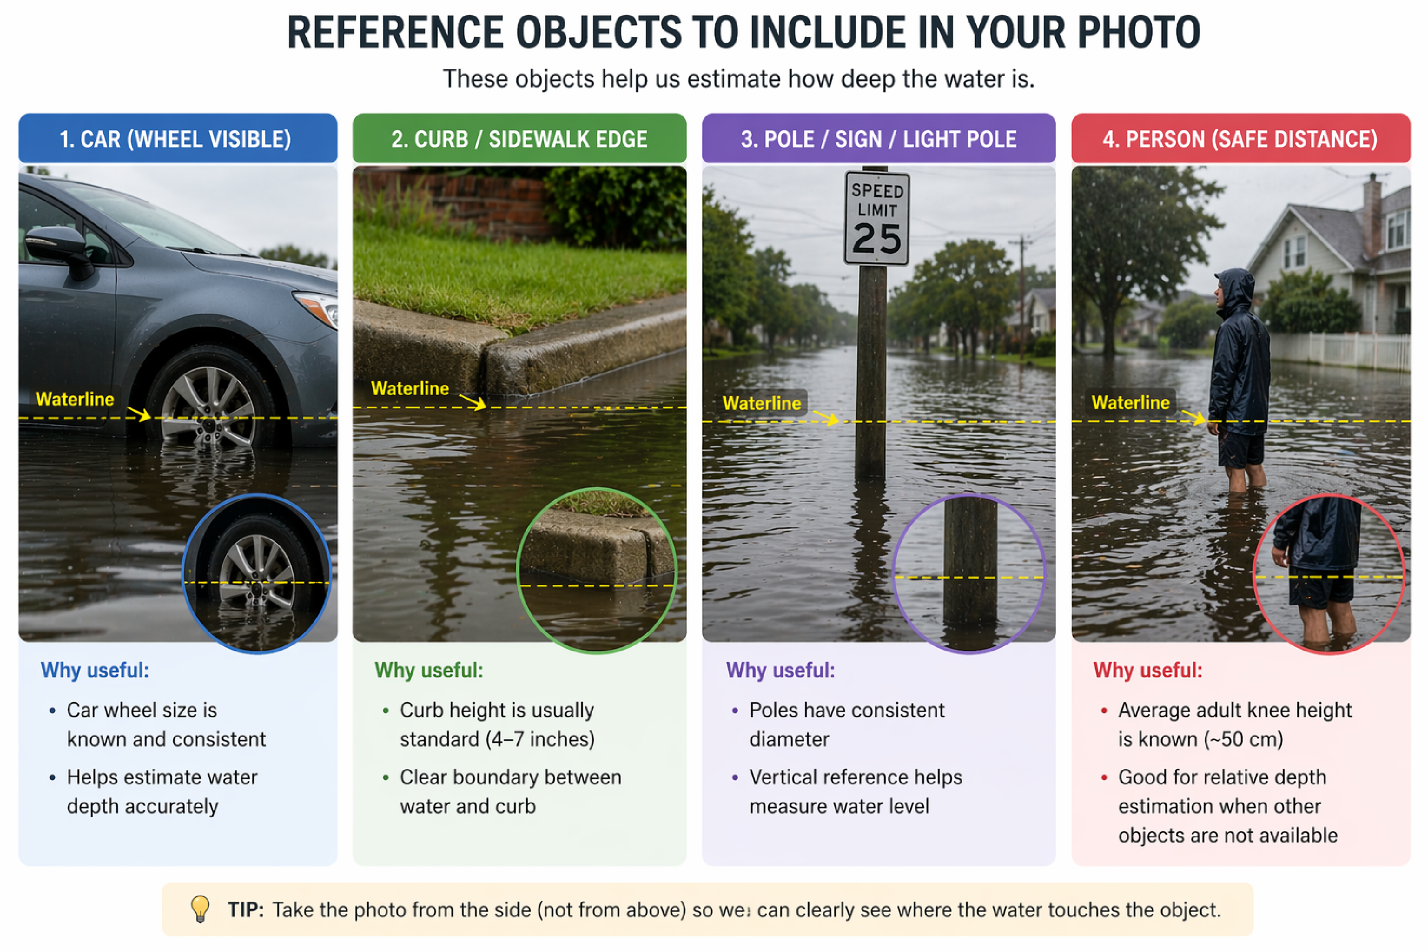 REFERENCE OBJECTS TO INCLUDE IN YOUR PHOTO
These objects help us estimate how deep the water is.
1. CAR (WHEEL VISIBLE)
Waterline
Why useful:
• Car wheel size is
known and consistent
• Helps estimate water
depth accurately
2. CURB / SIDEWALK EDGE
Waterline
Why useful:
• Curb height is usually
standard (4–7 inches)
• Clear boundary between
water and curb
3. POLE / SIGN / LIGHT POLE
SPEED
LIMIT
25
Waterline
Why useful:
• Poles have consistent
diameter
• Vertical reference helps
measure water level
4. PERSON (SAFE DISTANCE)
Waterline
Why useful:
• Average adult knee height
is known (~50 cm)
• Good for relative depth
estimation when other
objects are not available
TIP: Take the photo from the side (not from above) so we can clearly see where the water touches the object.